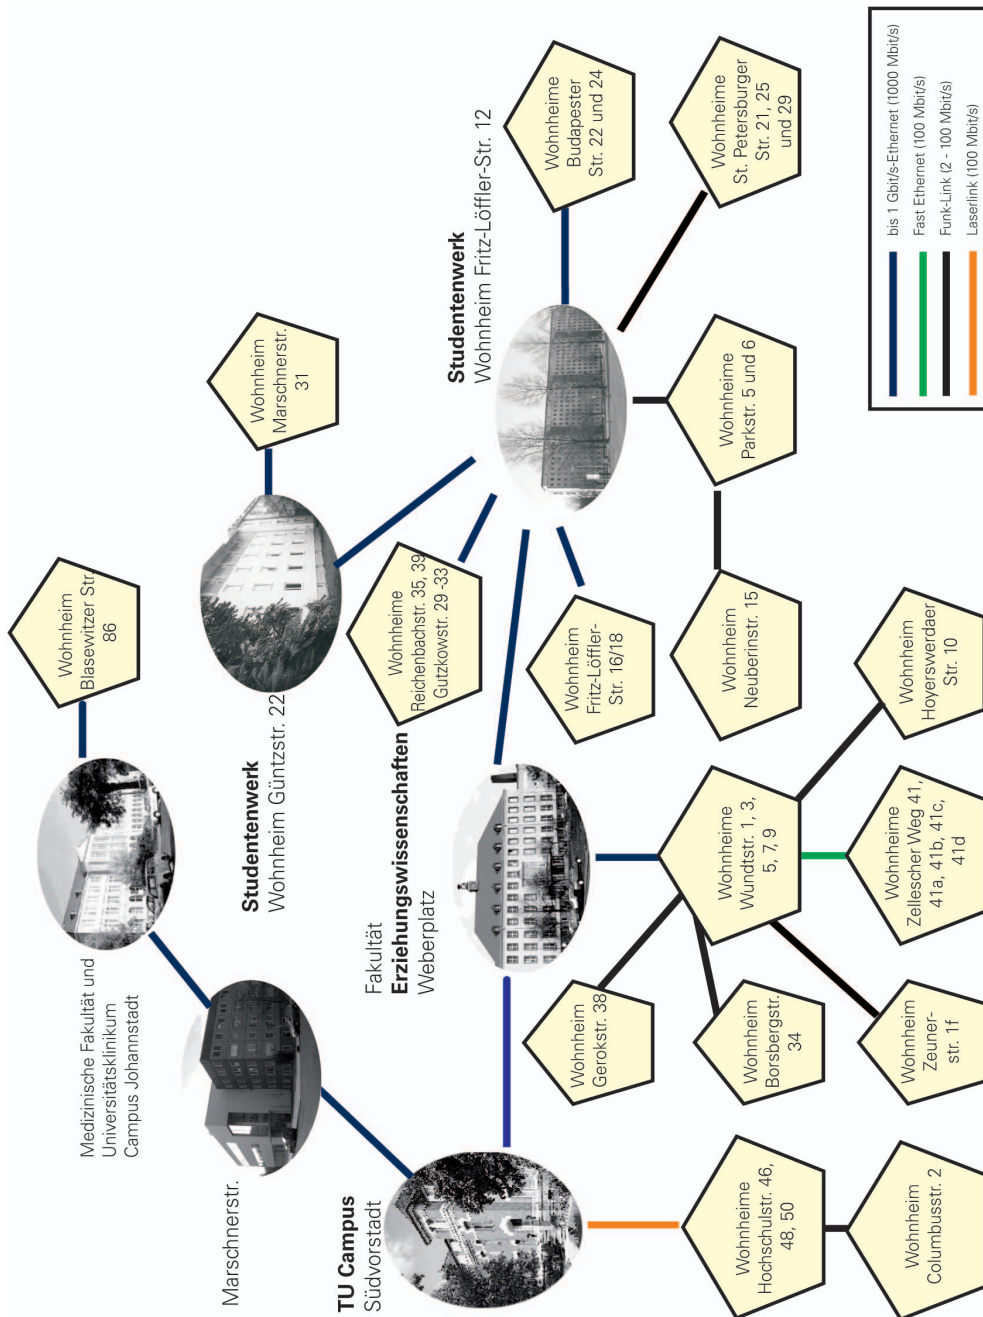 Medizinische Fakultät und
Universitätsklinikum
Campus Johannstadt
Wohnheim
Blasewitzer Str.
86
Marschnerstr.
Studentenwerk
Wohnheim Güntzstr. 22
Wohnheim
Marschnerstr.
31
TU Campus
Südvorstadt
Fakultät
Erziehungswissenschaften
Weberplatz
Wohnheime
Reichenbachstr. 35, 39
Gutzkowstr. 29 -33
Studentenwerk
Wohnheim Fritz-Löffler-Str. 12
Wohnheime
Budapester
Str. 22 und 24
Wohnheim
Fritz-Löffler-
Str. 16/18
Wohnheime
St. Petersburger
Str. 21, 25
und 29
Wohnheim
Gerokstr. 38
Wohnheim
Borsbergstr.
34
Wohnheim
Zeuner-
str. 1f
Wohnheime
Wundtstr. 1, 3,
5, 7, 9
Wohnheim
Neuberinstr. 15
Wohnheime
Parkstr. 5 und 6
Wohnheime
Hochschulstr. 46,
48, 50
Wohnheim
Columbusstr. 2
Wohnheime
Zellescher Weg 41,
41a, 41b, 41c,
41d
Wohnheim
Hoyerswerdaer
Str. 10
bis 1 Gbit/s-Ethernet (1000 Mbit/s)
Fast Ethernet (100 Mbit/s)
Funk-Link (2 - 100 Mbit/s)
Laserlink (100 Mbit/s)